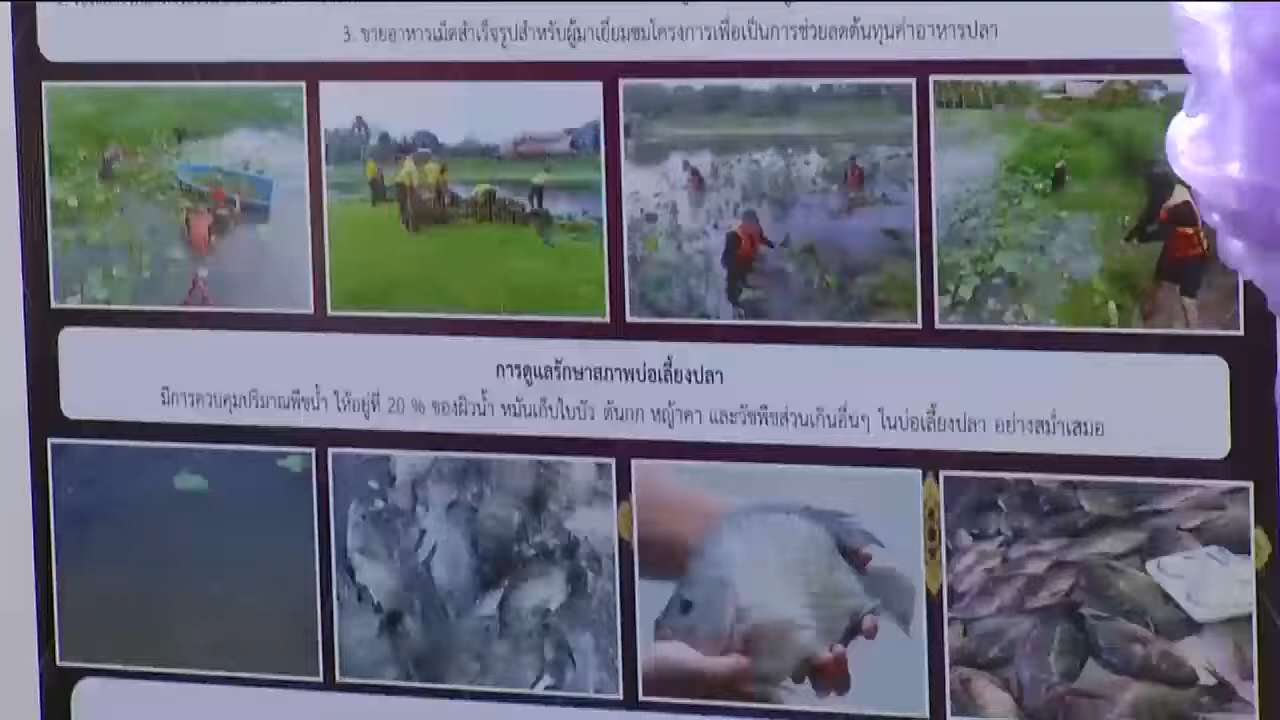 3. ขายอาหารเม็ดสำเร็จรูปสำหรับผู้มาเยี่ยมชมโครงการเพื่อเป็นการช่วยลดต้นทุนค่าอาหารปลา
การดูแลรักษาสภาพบ่อเลี้ยงปลา
มีการควบคุมปริมาณพืชน้ำ ให้อยู่ที่ 20 % ของผิวน้ำ หมั่นเก็บใบบัว ต้นกก หญ้าคา และวัชพืชส่วนเกินอื่นๆ ในบ่อเลี้ยงปลา อย่างสม่ำเสมอ